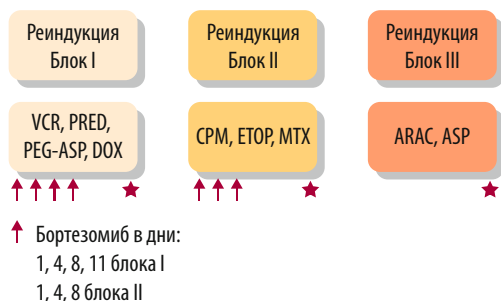 Реиндукция
Блок I
Реиндукция
Блок II
Реиндукция
Блок III
VCR, PRED,
PEG-ASP, DOX
CPM, ETOP, MTX
ARAC, ASP
Бортезомиб в дни:
1, 4, 8, 11 блока I
1, 4, 8 блока II